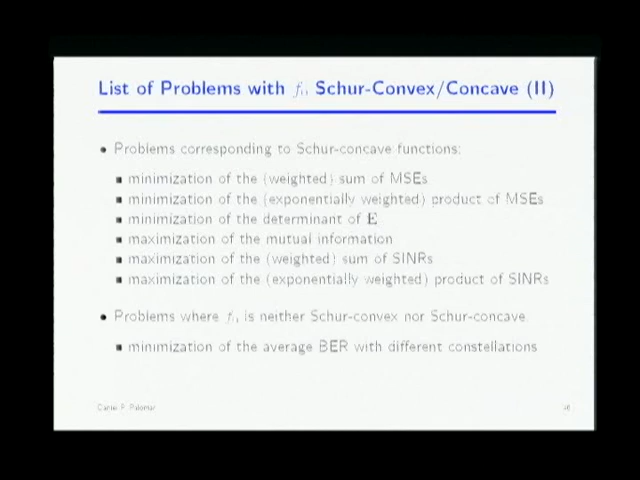 List of Problems with f₀ Schur-Convex/Concave (II)
• Problems corresponding to Schur-concave functions:
■ minimization of the (weighted) sum of MSEs
■ minimization of the (exponentially weighted) product of MSEs
■ minimization of the determinant of E
■ maximization of the mutual information
■ maximization of the (weighted) sum of SINRs
■ maximization of the (exponentially weighted) product of SINRs
• Problems where f₀ is neither Schur-convex nor Schur-concave
■ minimization of the average BER with different constellations
Daniel P. Palomar